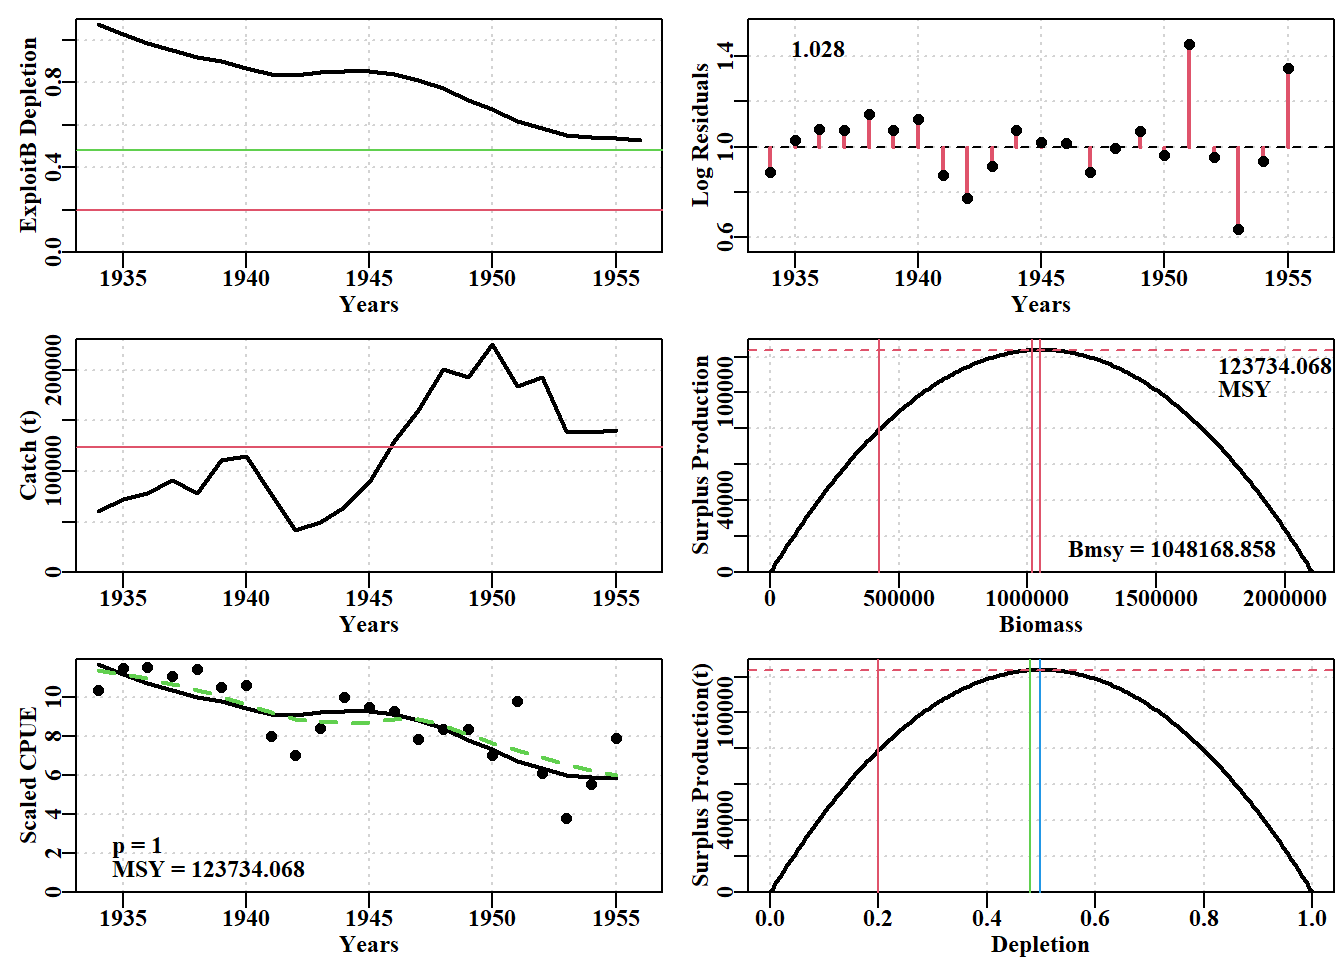 ExploitB Depletion
0.0 0.4 0.8
1935 1940 1945 1950 1955
Years
Log Residuals
0.6 1.0 1.4
1.028
1935 1940 1945 1950 1955
Years
Catch (t)
0 100000 200000
1935 1940 1945 1950 1955
Years
Surplus Production
0 40000 100000
123734.068
MSY
Bmsy = 1048168.858
0 500000 1000000 1500000 2000000
Biomass
Scaled CPUE
0 2 4 6 8 10
p = 1
MSY = 123734.068
1935 1940 1945 1950 1955
Years
Surplus Production(t)
0 40000 100000
0.0 0.2 0.4 0.6 0.8 1.0
Depletion